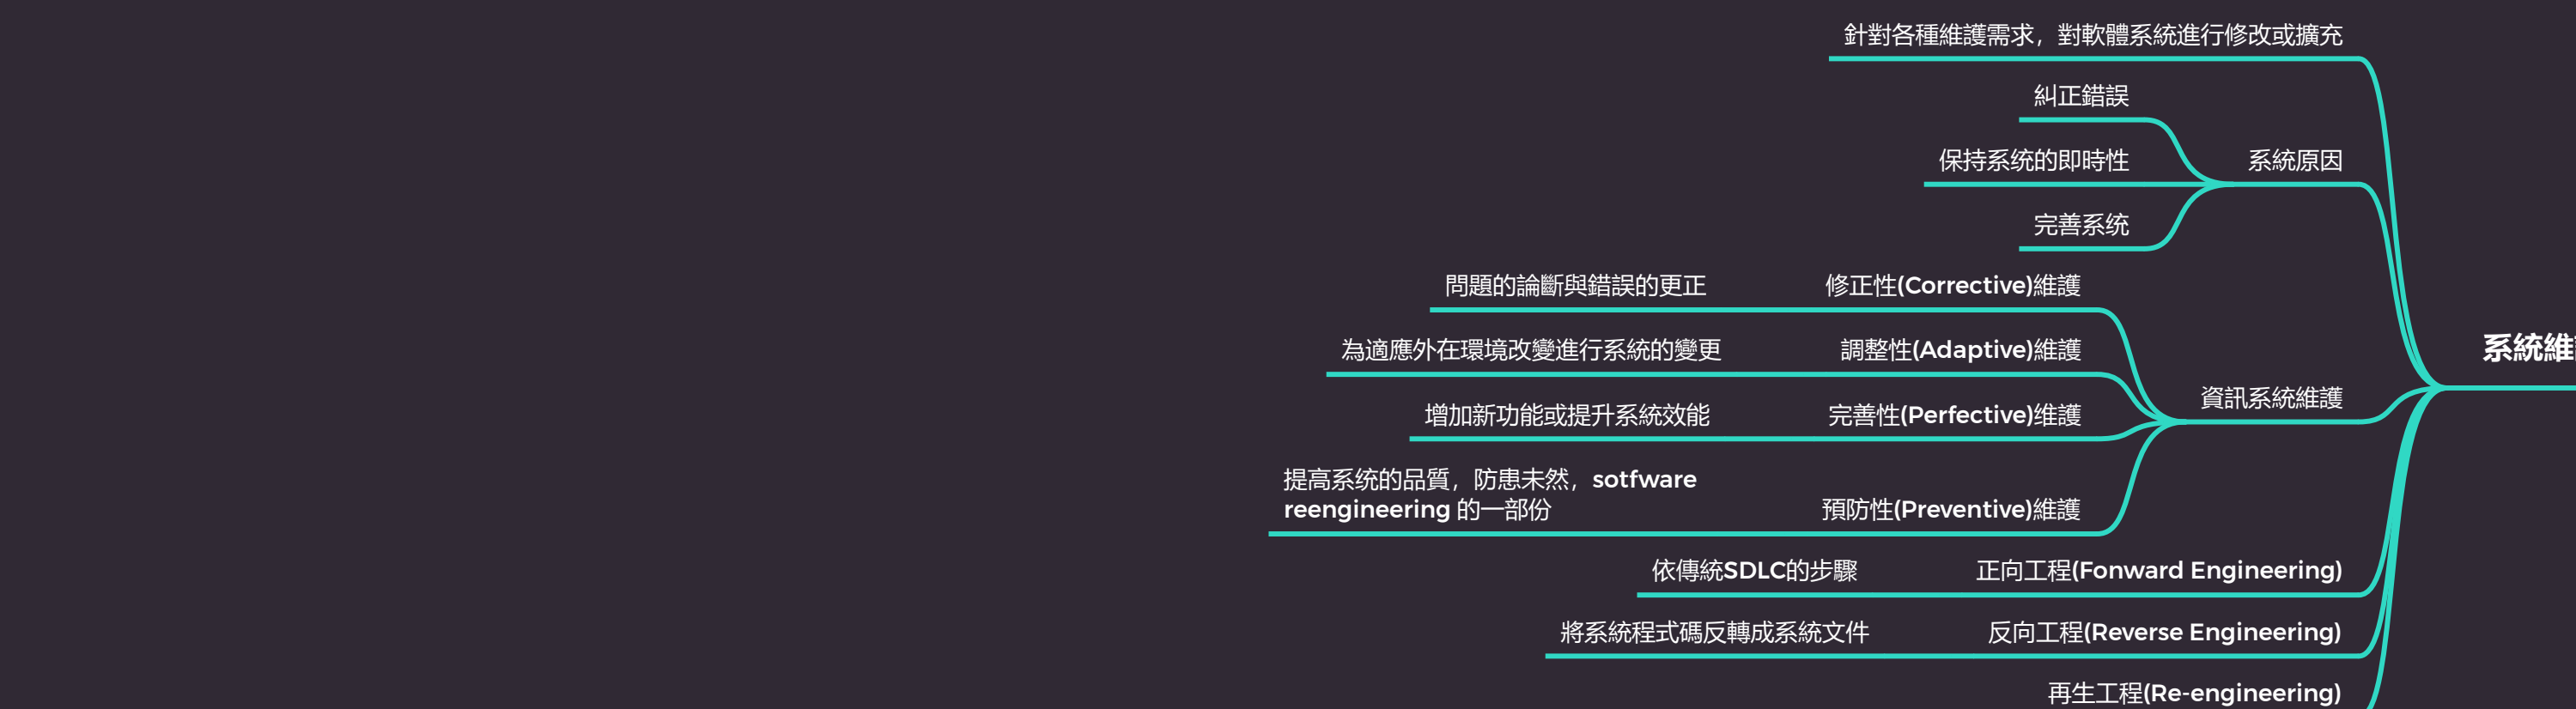 針對各種維護需求，對軟體系統進行修改或擴充
糾正錯誤
保持系統的即時性
系統原因
完善系統
問題的論斷與錯誤的更正
修正性(Corrective)維護
為適應外在環境改變進行系統的變更
調整性(Adaptive)維護
系統維
資訊系統維護
增加新功能或提升系統效能
完善性(Perfective)維護
提高系統的品質，防患未然，sotfware
reengineering 的一部份
預防性(Preventive)維護
依傳統SDLC的步驟
正向工程(Fonward Engineering)
將系統程式碼反轉成系統文件
反向工程(Reverse Engineering)
再生工程(Re-engineering)